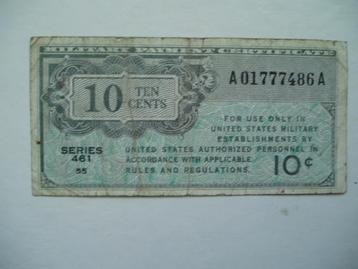 MILITARY PAYMENT CERTIFICATE
A01777486A
10 TEN CENTS
FOR USE ONLY IN
UNITED STATES MILITARY
ESTABLISHMENTS BY
UNITED STATES AUTHORIZED PERSONNEL IN
ACCORDANCE WITH APPLICABLE
RULES AND REGULATIONS.
SERIES
461
55
10¢